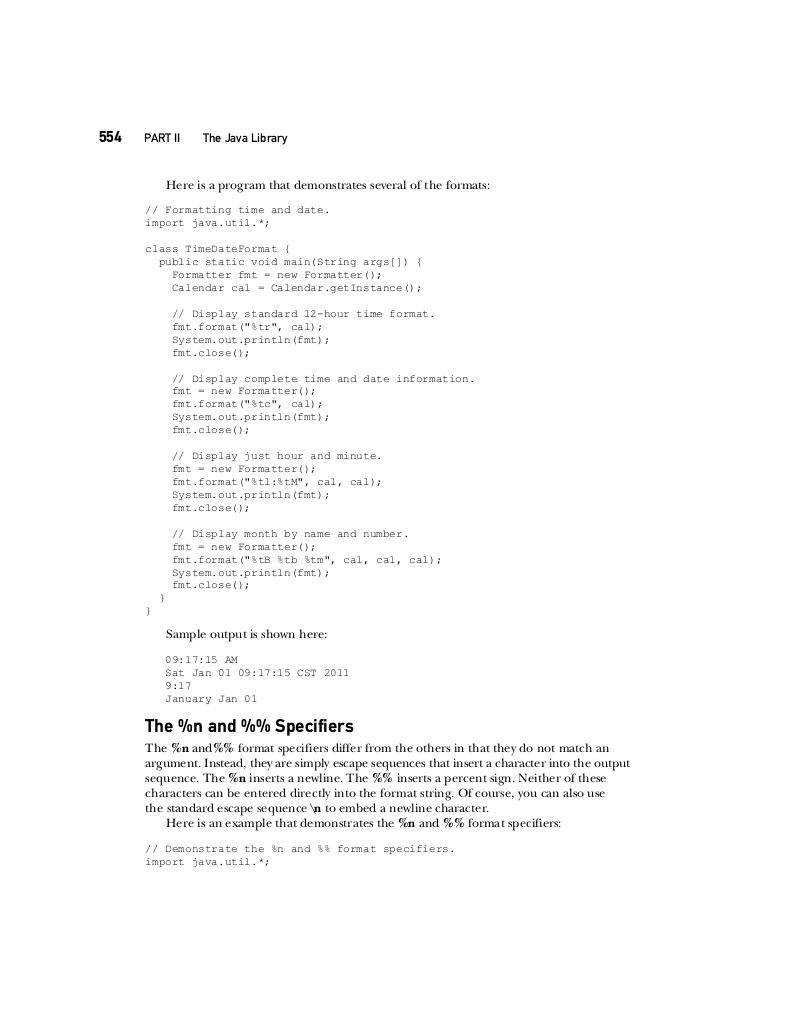 554 PART II The Java Library
Here is a program that demonstrates several of the formats:
// Formatting time and date.
import java.util.*;
class TimeDateFormat {
public static void main(String args[]) {
Formatter fmt = new Formatter();
Calendar cal = Calendar.getInstance();
// Display standard 12-hour time format.
fmt.format("%tr", cal);
System.out.println(fmt);
fmt.close();
// Display complete time and date information.
fmt = new Formatter();
fmt.format("%tc", cal);
System.out.println(fmt);
fmt.close();
// Display just hour and minute.
fmt = new Formatter();
fmt.format("%tl:%tM", cal, cal);
System.out.println(fmt);
fmt.close();
// Display month by name and number.
fmt = new Formatter();
fmt.format("%tB %tb %tm", cal, cal, cal);
System.out.println(fmt);
fmt.close();
}
}
Sample output is shown here:
09:17:15 AM
Sat Jan 01 09:17:15 CST 2011
9:17
January Jan 01
The %n and %% Specifiers
The %n and %% format specifiers differ from the others in that they do not match an
argument. Instead, they are simply escape sequences that insert a character into the output
sequence. The %n inserts a newline. The %% inserts a percent sign. Neither of these
characters can be entered directly into the format string. Of course, you can also use
the standard escape sequence \n to embed a newline character.
Here is an example that demonstrates the %n and %% format specifiers:
// Demonstrate the %n and %% format specifiers.
import java.util.*;